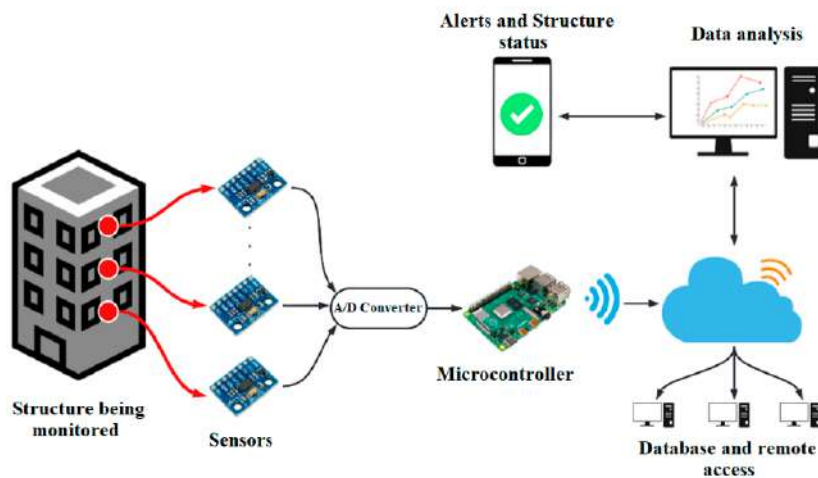 Alerts and Structure
status
Data analysis
A/D Converter
Microcontroller
Structure being
monitored
Sensors
Database and remote
access